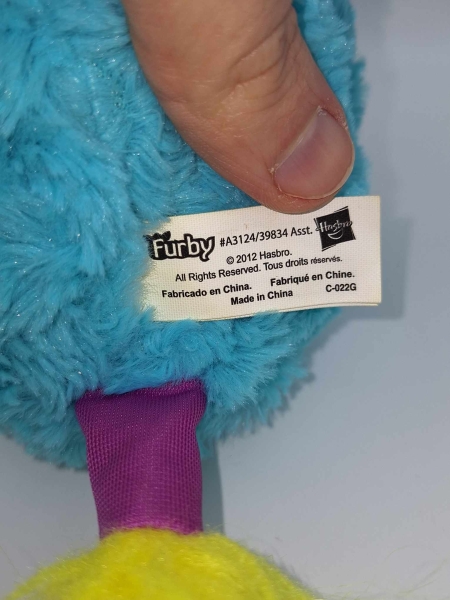 Furby #A3124/39834 Asst. Hasbro
© 2012 Hasbro.
All Rights Reserved. Tous droits réservés.
Fabricado en China. Fabriqué en Chine.
Made in China C-022G